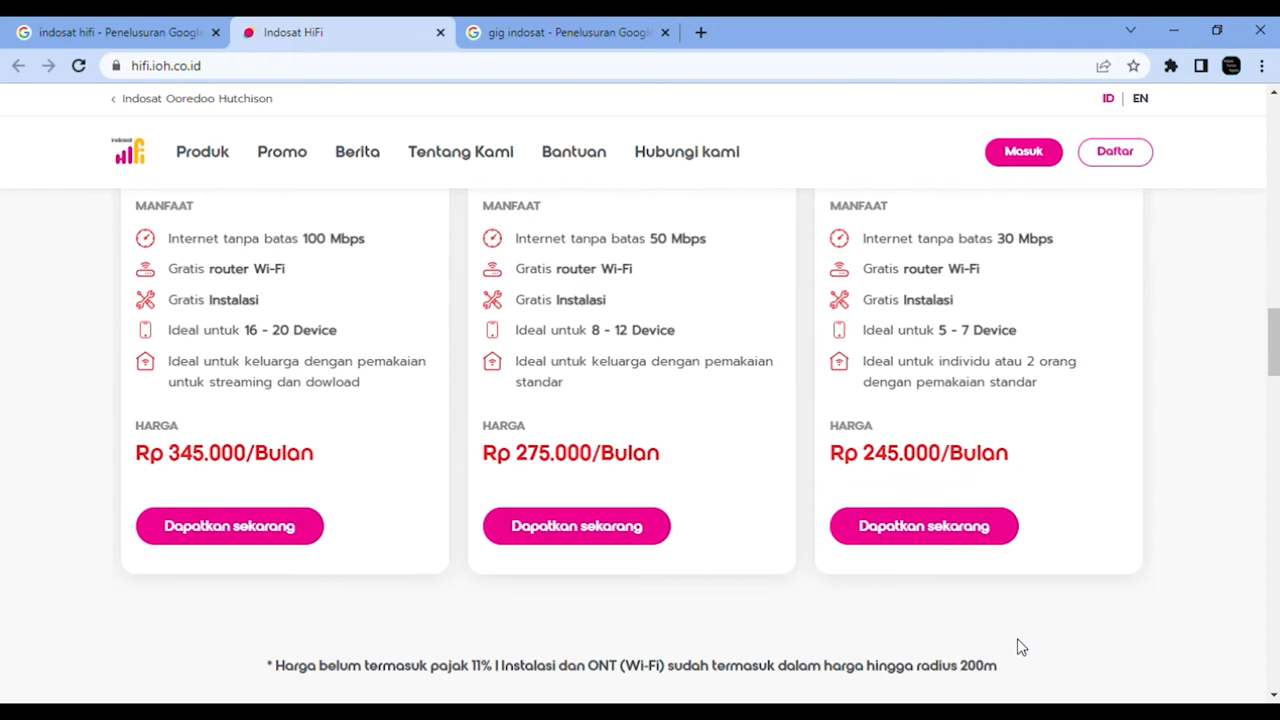 indosat hifi - Penelusuran Google
Indosat HiFi
gig indosat - Penelusuran Google
hifi.ioh.co.id
Indosat Ooredoo Hutchison
ID | EN
indosat hifi
Produk
Promo
Berita
Tentang Kami
Bantuan
Hubungi kami
Masuk
Daftar
MANFAAT
Internet tanpa batas 100 Mbps
Gratis router Wi-Fi
Gratis Instalasi
Ideal untuk 16 - 20 Device
Ideal untuk keluarga dengan pemakaian
untuk streaming dan dowload
HARGA
Rp 345.000/Bulan
Dapatkan sekarang
MANFAAT
Internet tanpa batas 50 Mbps
Gratis router Wi-Fi
Gratis Instalasi
Ideal untuk 8 - 12 Device
Ideal untuk keluarga dengan pemakaian
standar
HARGA
Rp 275.000/Bulan
Dapatkan sekarang
MANFAAT
Internet tanpa batas 30 Mbps
Gratis router Wi-Fi
Gratis Instalasi
Ideal untuk 5 - 7 Device
Ideal untuk individu atau 2 orang
dengan pemakaian standar
HARGA
Rp 245.000/Bulan
Dapatkan sekarang
* Harga belum termasuk pajak 11% | Instalasi dan ONT (Wi-Fi) sudah termasuk dalam harga hingga radius 200m